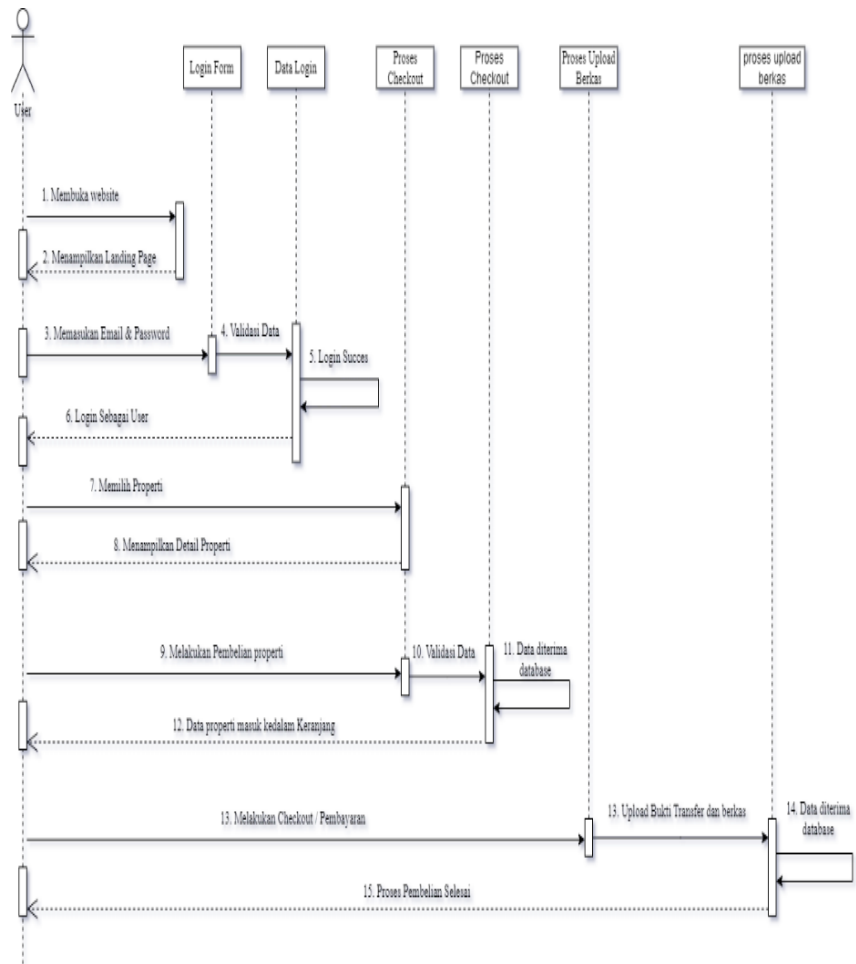 User
Login Form
Data Login
Proses
Checkout
Proses
Checkout
Proses Upload
Berkas
proses upload
berkas
1. Membuka website
2. Menampilkan Landing Page
3. Memasukan Email & Password
4. Validasi Data
5. Login Succes
6. Login Sebagai User
7. Memilih Properti
8. Menampilkan Detail Properti
9. Melakukan Pembelian properti
10. Validasi Data
11. Data diterima
database
12. Data properti masuk kedalam Keranjang
13. Melakukan Checkout / Pembayaran
13. Upload Bukti Transfer dan berkas
14. Data diterima
database
15. Proses Pembelian Selesai